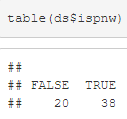 table(ds$ispnw)
##
## FALSE TRUE
## 20 38